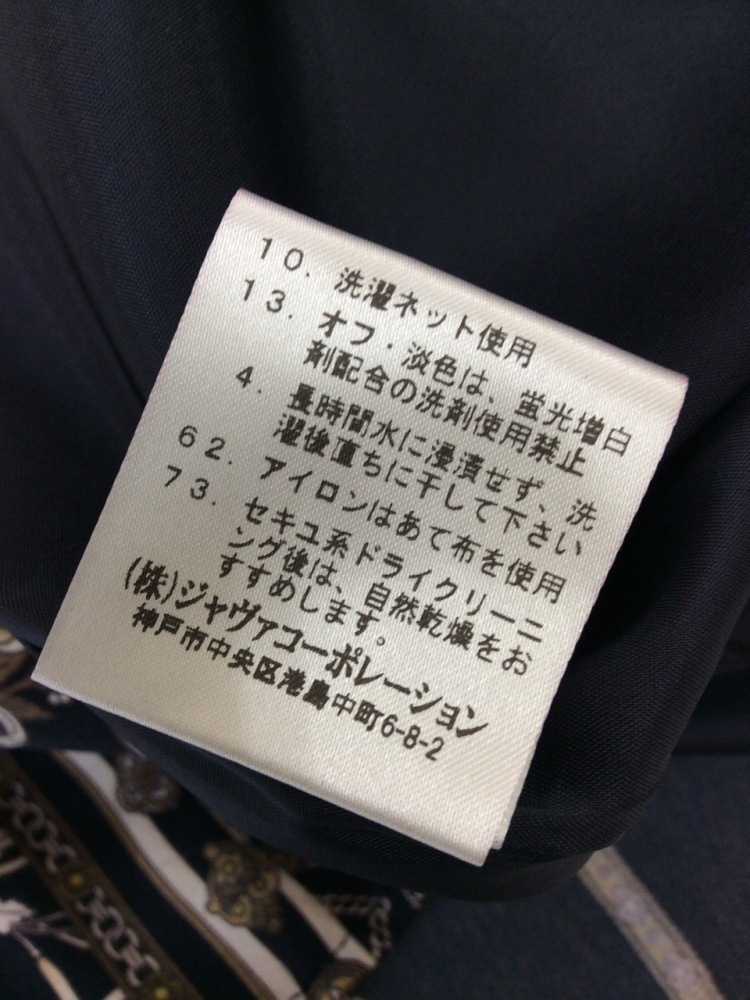 10. 洗濯ネット使用
13. オフ・淡色は、蛍光増白
剤配合の洗剤使用禁止
4. 長時間水に浸漬せず、洗
濯後直ちに干して下さい
62. アイロンはあて布を使用
73. セキユ系ドライクリーニ
ング後は、自然乾燥をお
すすめします。
(株)ジャヴァコーポレーション
神戸市中央区港島中町6-8-2